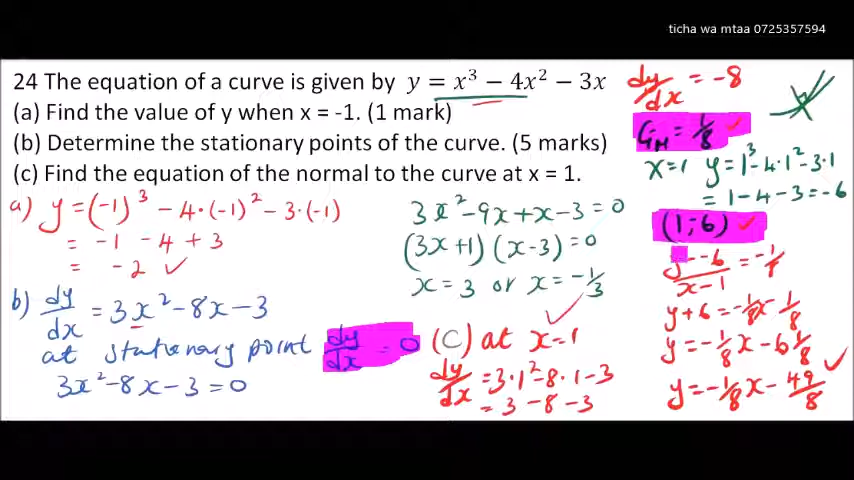 ticha wa mtaa 0725357594
24 The equation of a curve is given by y = x³ − 4x² − 3x
(a) Find the value of y when x = -1. (1 mark)
(b) Determine the stationary points of the curve. (5 marks)
(c) Find the equation of the normal to the curve at x = 1.
a) y = (-1)³ - 4·(-1)² - 3·(-1)
= -1 - 4 + 3
= -2 ✓
b) dy/dx = 3x² - 8x - 3
at stationary point dy/dx = 0
3x² - 8x - 3 = 0
3x² - 9x + x - 3 = 0
(3x + 1) (x - 3) = 0
x = 3 or x = -1/3
(C) at x = 1
dy/dx = 3·1² - 8·1 - 3
= 3 - 8 - 3
dy/dx = -8
= 1/8 ✓
x = 1 y = 1³ - 4·1² - 3·1
= 1 - 4 - 3 = -6
(1; 6) ✓
x - 1
y + 6 = -1/8x - 1/8
y = -1/8x - 6 1/8
y = -1/8x - 49/8 ✓